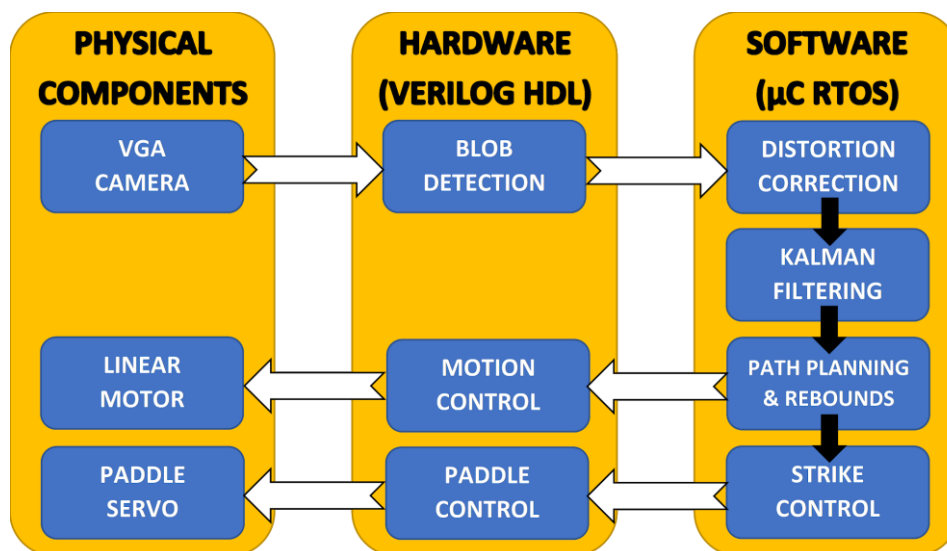 PHYSICAL
COMPONENTS
VGA
CAMERA
LINEAR
MOTOR
PADDLE
SERVO
HARDWARE
(VERILOG HDL)
BLOB
DETECTION
MOTION
CONTROL
PADDLE
CONTROL
SOFTWARE
(µC RTOS)
DISTORTION
CORRECTION
KALMAN
FILTERING
PATH PLANNING
& REBOUNDS
STRIKE
CONTROL